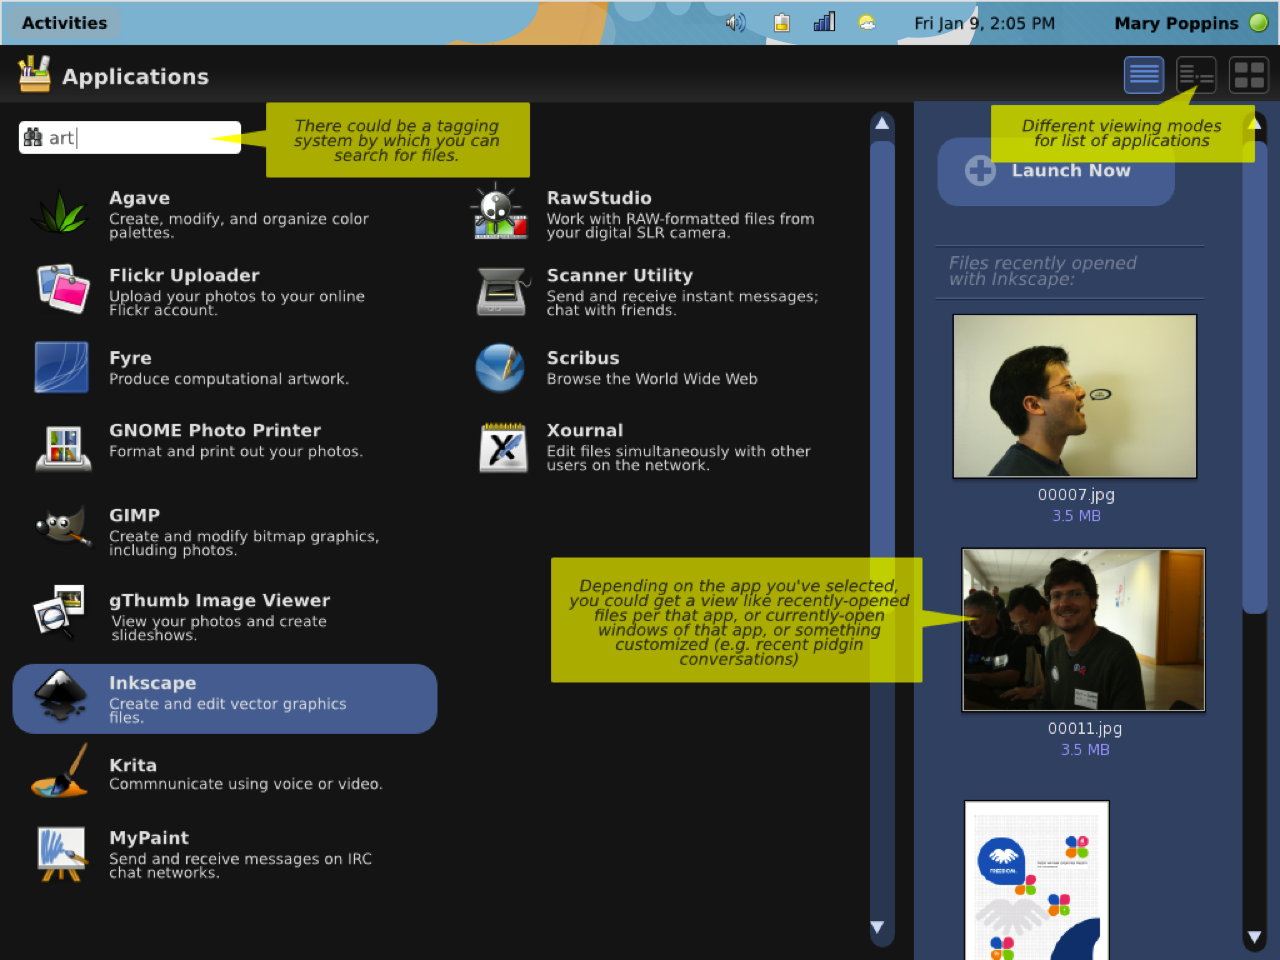 Activities
Fri Jan 9, 2:05 PM
Mary Poppins
Applications
art
There could be a tagging
system by which you can
search for files.
Different viewing modes
for list of applications
Agave
Create, modify, and organize color
palettes.
Flickr Uploader
Upload your photos to your online
Flickr account.
Fyre
Produce computational artwork.
GNOME Photo Printer
Format and print out your photos.
GIMP
Create and modify bitmap graphics,
including photos.
gThumb Image Viewer
View your photos and create
slideshows.
Inkscape
Create and edit vector graphics
files.
Krita
Commnunicate using voice or video.
MyPaint
Send and receive messages on IRC
chat networks.
RawStudio
Work with RAW-formatted files from
your digital SLR camera.
Scanner Utility
Send and receive instant messages;
chat with friends.
Scribus
Browse the World Wide Web
Xournal
Edit files simultaneously with other
users on the network.
Depending on the app you've selected,
you could get a view like recently-opened
files per that app, or currently-open
windows of that app, or something
customized (e.g. recent pidgin
conversations)
Launch Now
Files recently opened
with Inkscape:
00007.jpg
3.5 MB
00011.jpg
3.5 MB